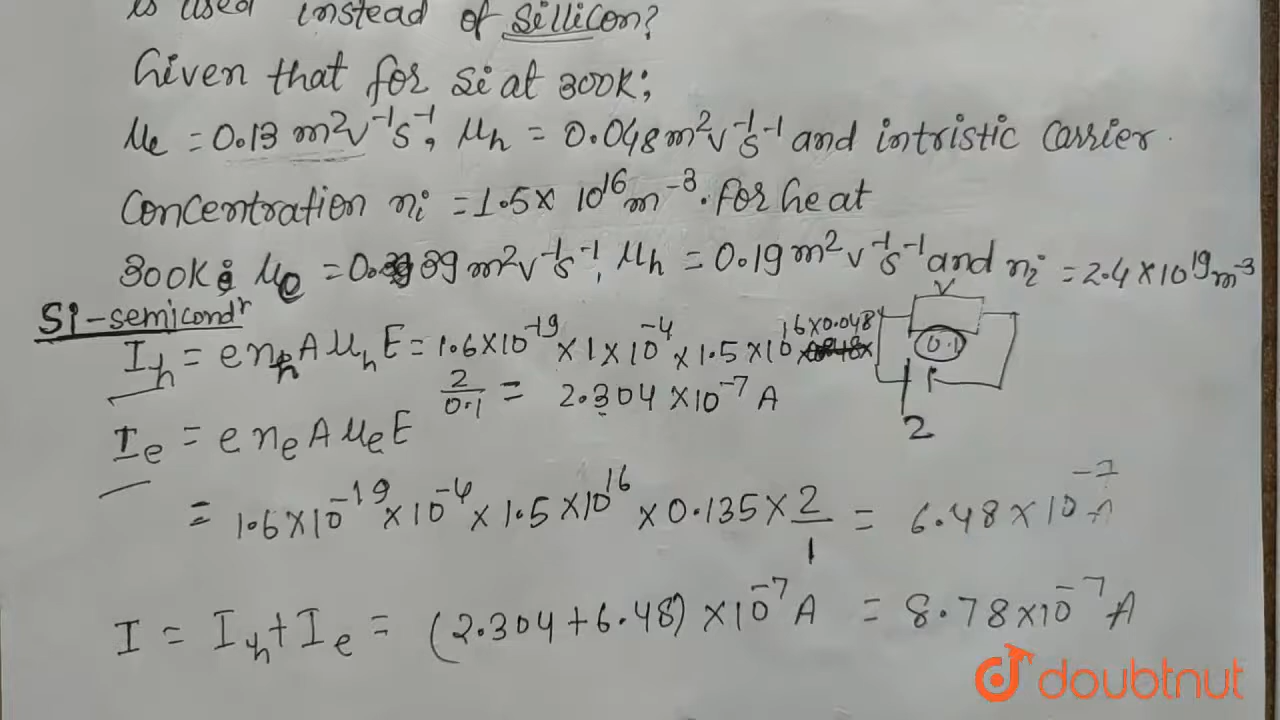 is used instead of Sillicon?
Given that for Si at 300K;
μe = 0.13 m²v⁻¹s⁻¹, μh = 0.048 m²v⁻¹s⁻¹ and intristic carrier
concentration ni = 1.5 × 10¹⁶ m⁻³. For Ge at
300K; μe = 0.39 m²v⁻¹s⁻¹, μh = 0.19 m²v⁻¹s⁻¹ and ni = 2.4 × 10¹⁹ m⁻³
Si-semicondʳ
Ih = e nh A μh E = 1.6 × 10⁻¹⁹ × 1 × 10⁻⁴ × 1.5 × 10¹⁶ × 0.048
2/0.1 = 2.304 × 10⁻⁷ A
0.1
2
Ie = e ne A μe E
= 1.6 × 10⁻¹⁹ × 10⁻⁴ × 1.5 × 10¹⁶ × 0.135 × 2/1 = 6.48 × 10⁻⁷ A
I = Ih + Ie = (2.304 + 6.48) × 10⁻⁷ A = 8.78 × 10⁻⁷ A
doubtnut